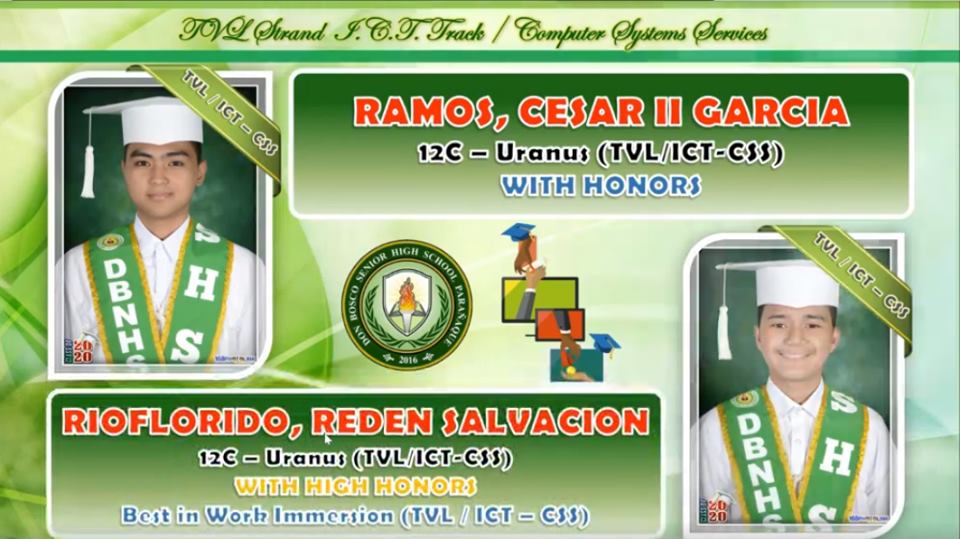 TVL Strand I.C.T. Track / Computer Systems Services
TVL / ICT – CSS
RAMOS, CESAR II GARCIA
12C – Uranus (TVL/ICT-CSS)
WITH HONORS
DBNHS
SHS
2020
DON BOSCO SENIOR HIGH SCHOOL PARAÑAQUE
2016
TVL / ICT – CSS
RIOFLORIDO, REDEN SALVACION
12C – Uranus (TVL/ICT-CSS)
WITH HIGH HONORS
Best in Work Immersion (TVL / ICT – CSS)
DBNHS
SHS
2020